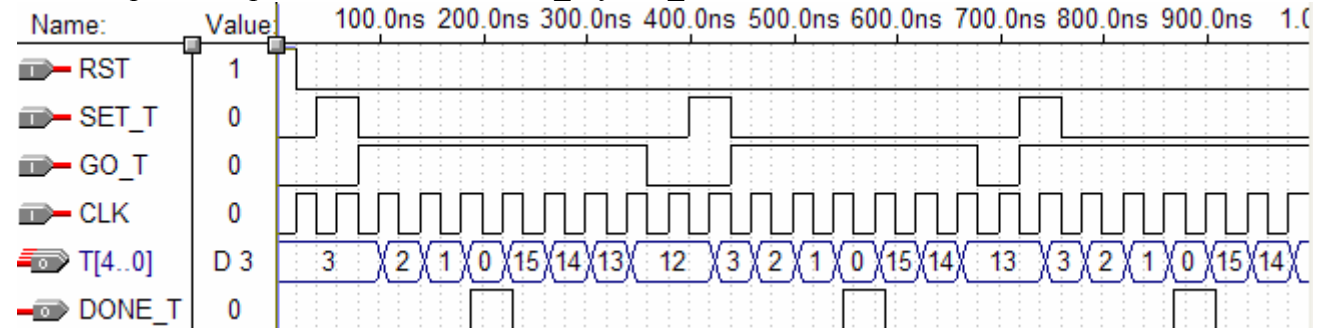 Name: Value: 100.0ns 200.0ns 300.0ns 400.0ns 500.0ns 600.0ns 700.0ns 800.0ns 900.0ns
RST 1
SET_T 0
GO_T 0
CLK 0
T[4..0] D 3 3 2 1 0 15 14 13 12 3 2 1 0 15 14 13 3 2 1 0 15 14
DONE_T 0